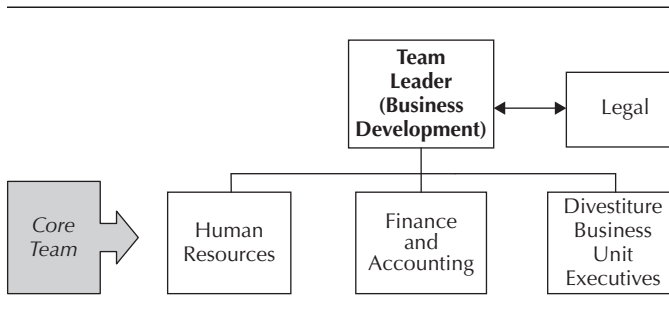 Team
Leader
(Business
Development)
Legal
Core
Team
Human
Resources
Finance
and
Accounting
Divestiture
Business
Unit
Executives